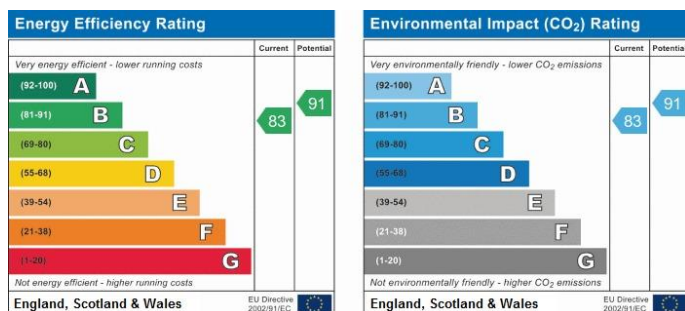 Energy Efficiency Rating
Current Potential
Very energy efficient - lower running costs
(92-100) A
(81-91) B
(69-80) C
(55-68) D
(39-54) E
(21-38) F
(1-20) G
83
91
Not energy efficient - higher running costs
England, Scotland & Wales
EU Directive
2002/91/EC
Environmental Impact (CO₂) Rating
Current Potential
Very environmentally friendly - lower CO₂ emissions
(92-100) A
(81-91) B
(69-80) C
(55-68) D
(39-54) E
(21-38) F
(1-20) G
83
91
Not environmentally friendly - higher CO₂ emissions
England, Scotland & Wales
EU Directive
2002/91/EC